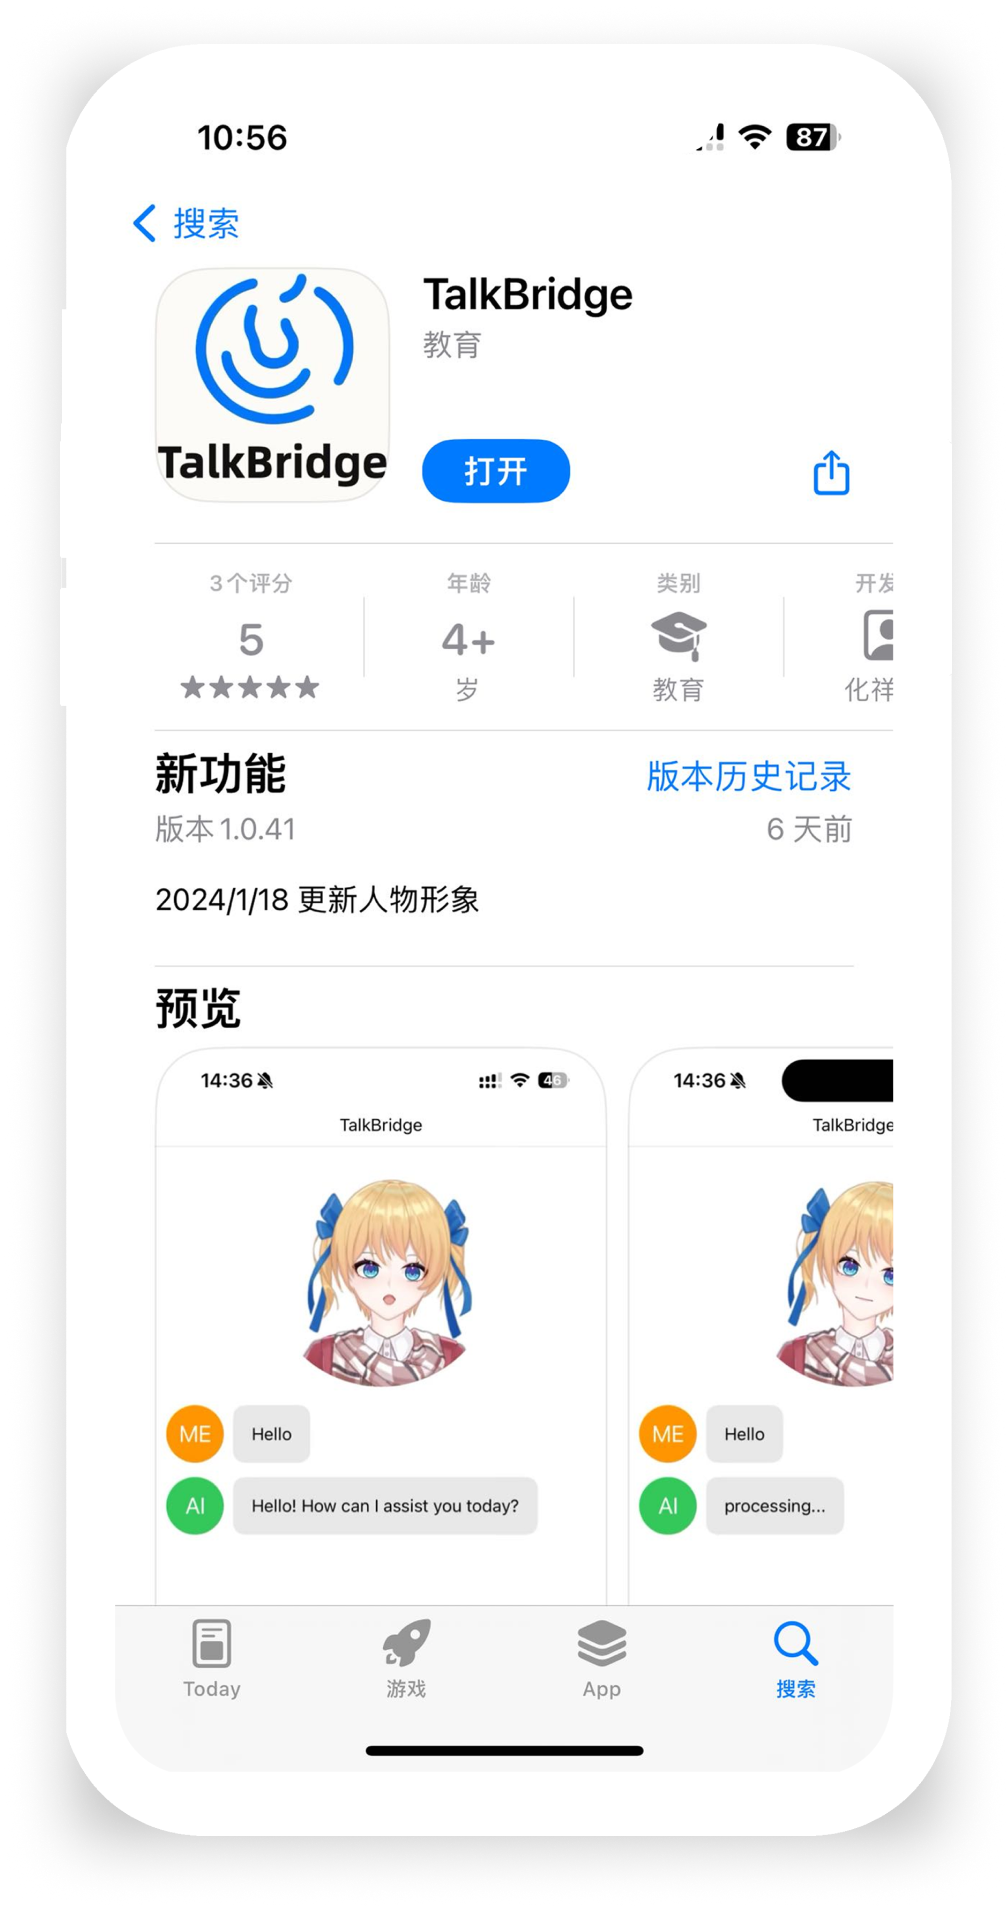 10:56
87
搜索
TalkBridge
教育
TalkBridge
打开
3个评分
年龄
类别
开发
5
4+
岁
教育
化祥
新功能
版本历史记录
版本 1.0.41
6 天前
2024/1/18 更新人物形象
预览
14:36
46
14:36
TalkBridge
TalkBridge
ME
Hello
ME
Hello
AI
Hello! How can I assist you today?
AI
processing...
Today
游戏
App
搜索